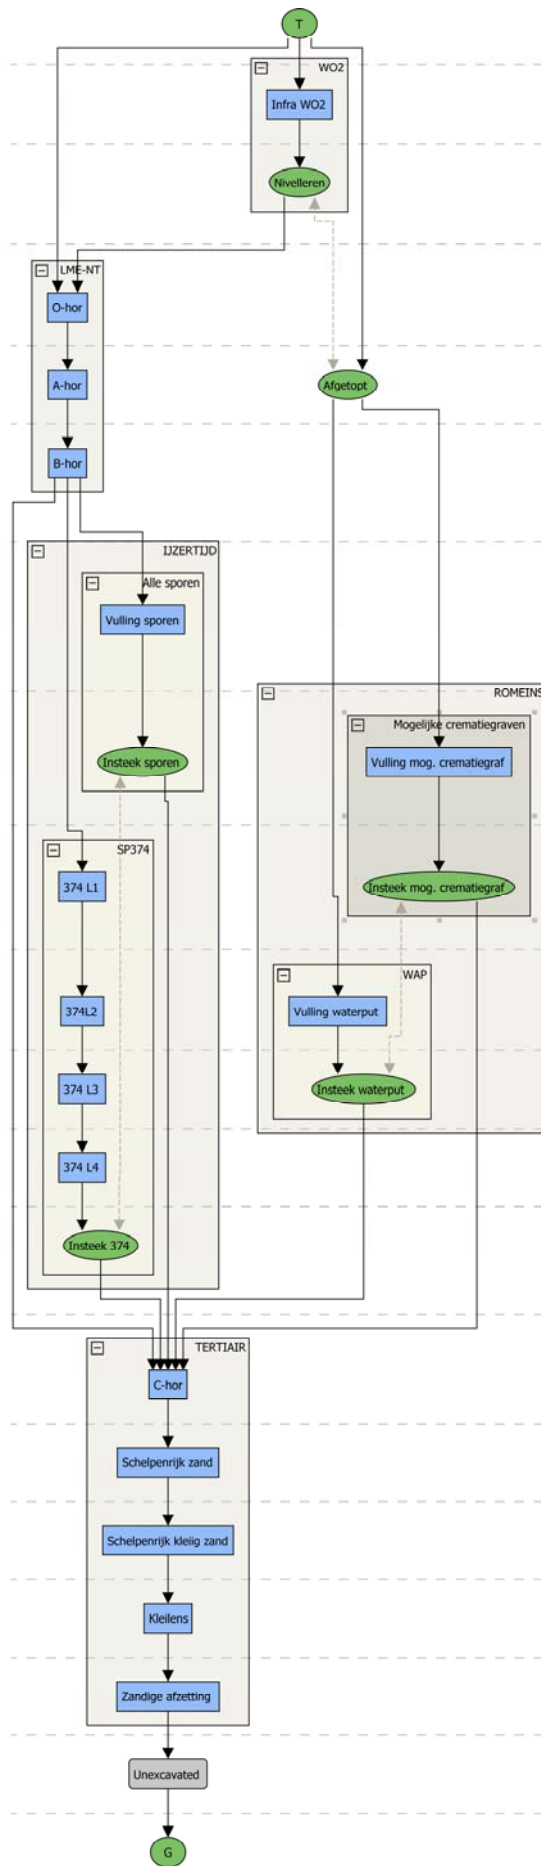 T
WO2
Infra WO2
Nivelleren
LME-NT
O-hor
A-hor
Afgetopt
B-hor
IJZERTIJD
Alle sporen
Vulling sporen
ROMEINS
Mogelijke crematiegraven
Insteek sporen
Vulling mog. crematiegraf
SP374
374 L1
Insteek mog. crematiegraf
WAP
374L2
Vulling waterput
374 L3
Insteek waterput
374 L4
Insteek 374
TERTIAIR
C-hor
Schelpenrijk zand
Schelpenrijk kleiig zand
Kleilens
Zandige afzetting
Unexcavated
G